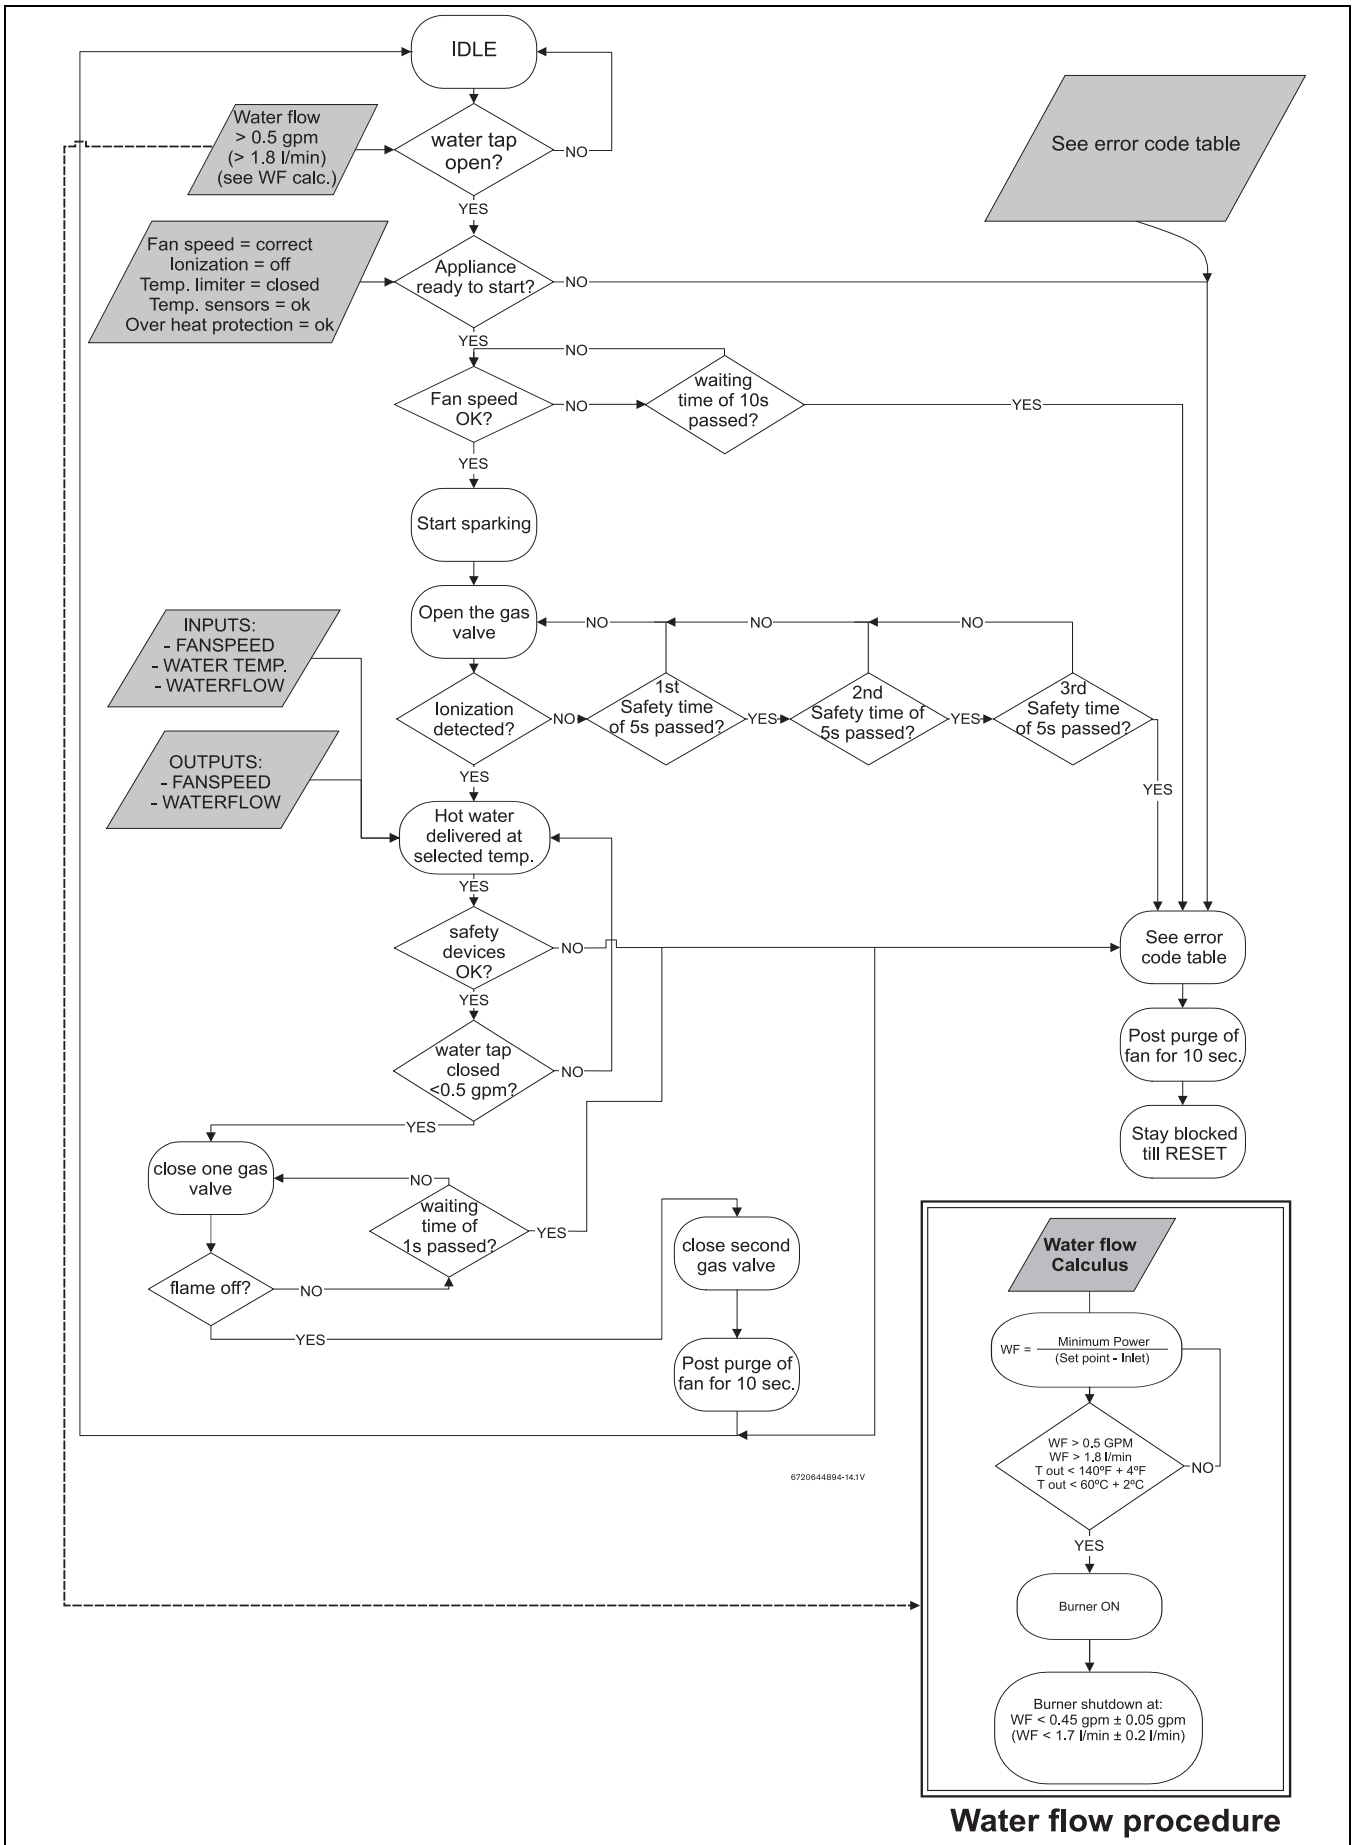 IDLE
Water flow
> 0.5 gpm
(> 1.8 l/min)
(see WF calc.)
water tap
open?
NO
See error code table
YES
Fan speed = correct
Ionization = off
Temp. limiter = closed
Temp. sensors = ok
Over heat protection = ok
Appliance
ready to start?
NO
YES
NO
Fan speed
OK?
NO
waiting
time of 10s
passed?
YES
YES
Start sparking
Open the gas
valve
NO
NO
NO
INPUTS:
- FANSPEED
- WATER TEMP.
- WATERFLOW
Ionization
detected?
NO
1st
Safety time
of 5s passed?
YES
2nd
Safety time of
5s passed?
YES
3rd
Safety time
of 5s passed?
YES
YES
OUTPUTS:
- FANSPEED
- WATERFLOW
Hot water
delivered at
selected temp.
YES
safety
devices
OK?
NO
See error
code table
YES
water tap
closed
<0.5 gpm?
NO
Post purge of
fan for 10 sec.
YES
Stay blocked
till RESET
close one gas
valve
NO
waiting
time of
1s passed?
YES
close second
gas valve
flame off?
NO
YES
Post purge of
fan for 10 sec.
6720644894-14.1V
Water flow
Calculus
WF =
Minimum Power
(Set point - Inlet)
WF > 0.5 GPM
WF > 1.8 l/min
T out < 140ºF + 4ºF
T out < 60ºC + 2ºC
NO
YES
Burner ON
Burner shutdown at:
WF < 0.45 gpm ± 0.05 gpm
(WF < 1.7 l/min ± 0.2 l/min)
Water flow procedure